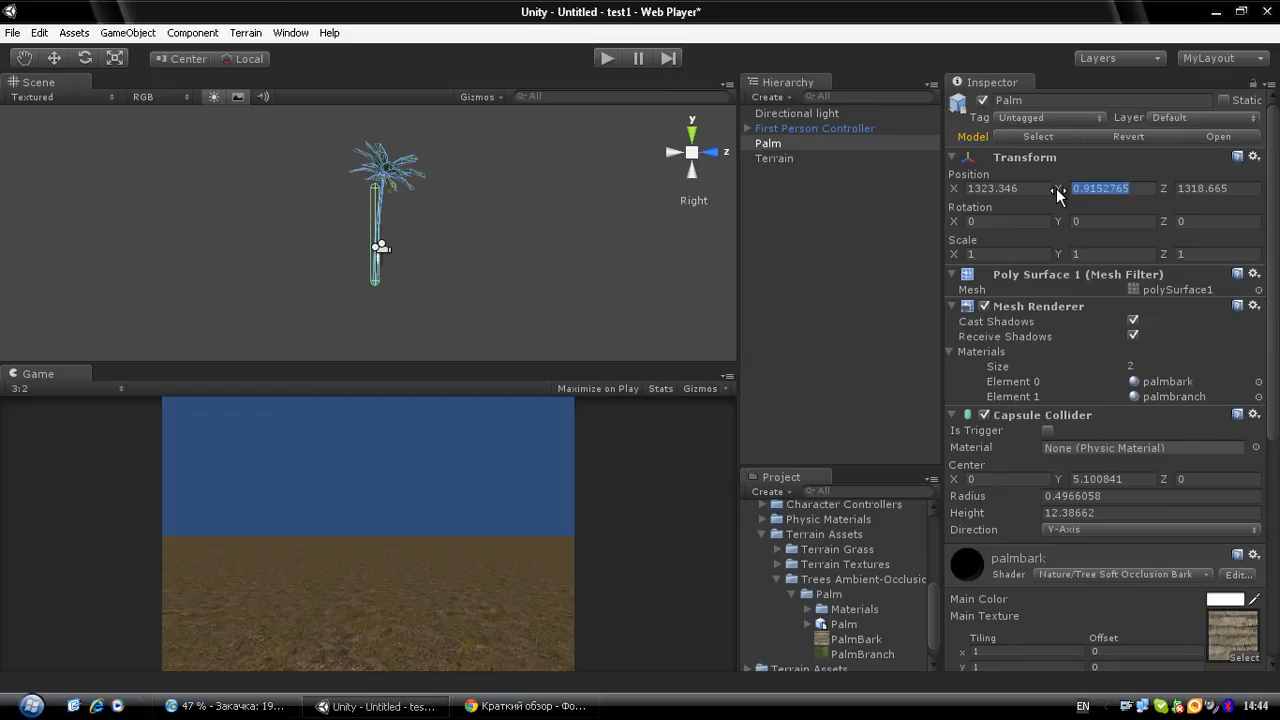 Unity - Untitled - test1 - Web Player*
File Edit Assets GameObject Component Terrain Window Help
Center Local
Layers
MyLayout
Scene
Textured RGB Gizmos All
y
z
Right
Game
3:2 Maximize on Play Stats Gizmos
Hierarchy
Create All
Directional light
First Person Controller
Palm
Terrain
Project
Create All
Character Controllers
Physic Materials
Terrain Assets
Terrain Grass
Terrain Textures
Trees Ambient-Occlusic
Palm
Materials
Palm
PalmBark
PalmBranch
Terrain Assets
Inspector
Palm Static
Tag Untagged Layer Default
Model Select Revert Open
Transform
Position
X 1323.346 Y 0.9152765 Z 1318.665
Rotation
X 0 Y 0 Z 0
Scale
X 1 Y 1 Z 1
Poly Surface 1 (Mesh Filter)
Mesh polySurface1
Mesh Renderer
Cast Shadows
Receive Shadows
Materials
Size 2
Element 0 palmbark
Element 1 palmbranch
Capsule Collider
Is Trigger
Material None (Physic Material)
Center
X 0 Y 5.100841 Z 0
Radius 0.4966058
Height 12.38662
Direction Y-Axis
palmbark
Shader Nature/Tree Soft Occlusion Bark Edit...
Main Color
Main Texture
Tiling Offset
x 1 0
y 1 0
Select
47 % - Закачка: 19... Unity - Untitled - tes... Краткий обзор - Фо... EN 14:44